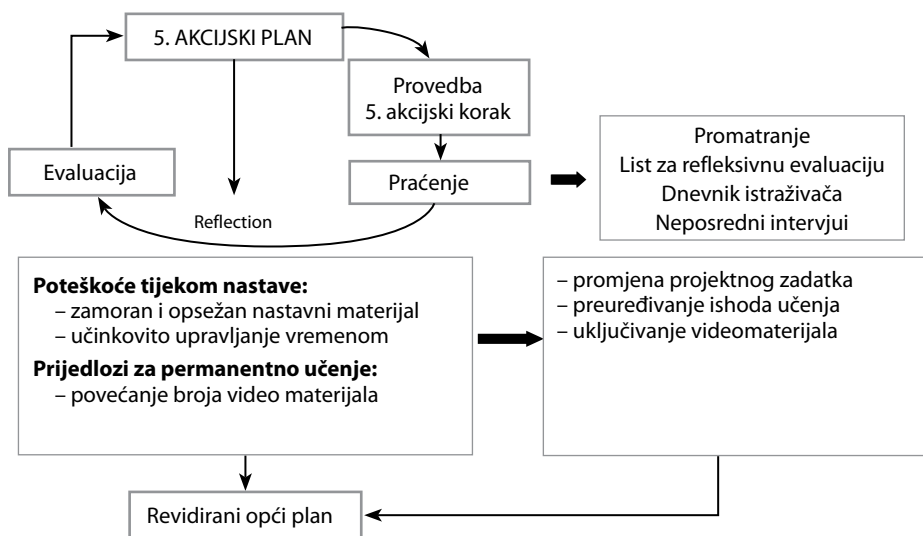 5. AKCIJSKI PLAN
Provedba
5. akcijski korak
Evaluacija
Praćenje
Reflection
Promatranje
List za refleksivnu evaluaciju
Dnevnik istraživača
Neposredni intervjui
Poteškoće tijekom nastave:
– zamoran i opsežan nastavni materijal
– učinkovito upravljanje vremenom
Prijedlozi za permanentno učenje:
– povećanje broja video materijala
– promjena projektnog zadatka
– preuređivanje ishoda učenja
– uključivanje videomaterijala
Revidirani opći plan